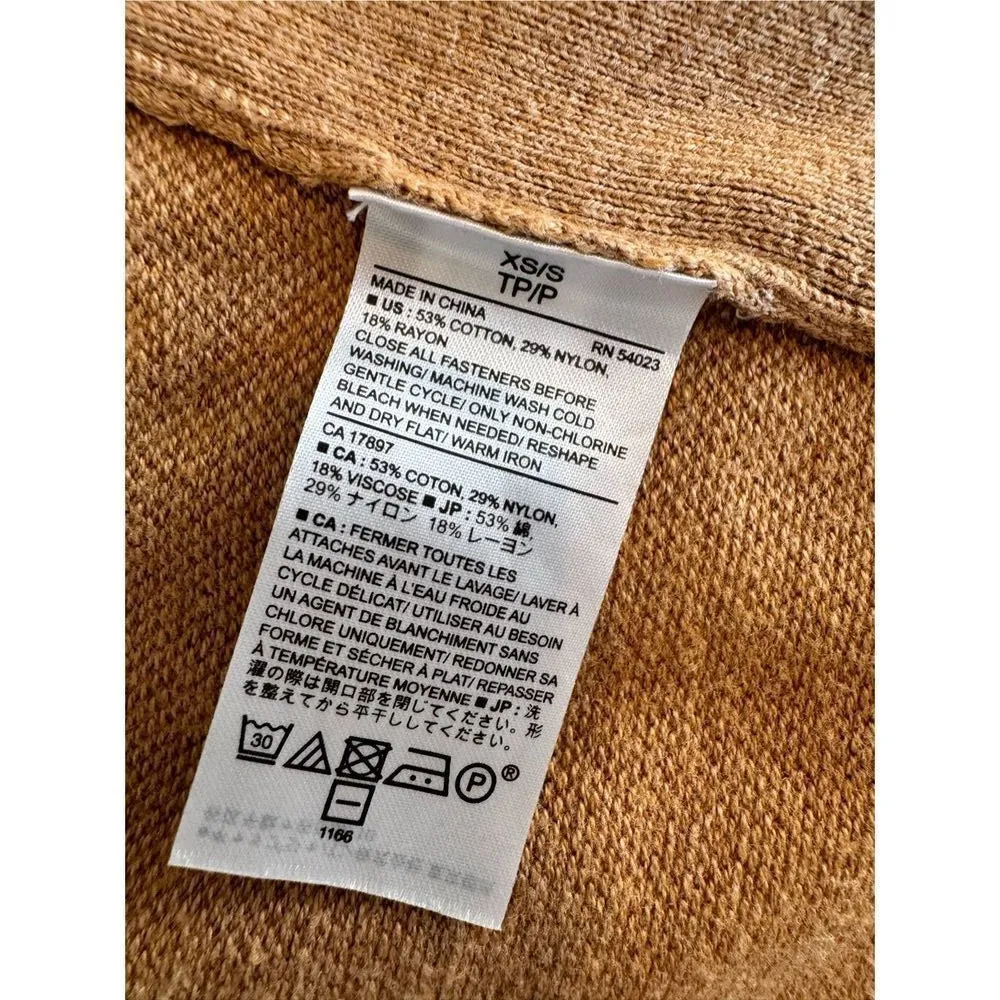 XS/S
TP/P
MADE IN CHINA RN 54023
■ US : 53% COTTON, 29% NYLON,
18% RAYON
CLOSE ALL FASTENERS BEFORE
WASHING/ MACHINE WASH COLD
GENTLE CYCLE/ ONLY NON-CHLORINE
BLEACH WHEN NEEDED/ RESHAPE
AND DRY FLAT/ WARM IRON
CA 17897
■ CA : 53% COTON, 29% NYLON,
18% VISCOSE ■ JP : 53% 綿,
29% ナイロン 18% レーヨン
■ CA : FERMER TOUTES LES
ATTACHES AVANT LE LAVAGE/ LAVER À
LA MACHINE À L'EAU FROIDE AU
CYCLE DÉLICAT/ UTILISER AU BESOIN
UN AGENT DE BLANCHIMENT SANS
CHLORE UNIQUEMENT/ REDONNER SA
FORME ET SÉCHER À PLAT/ REPASSER
À TEMPÉRATURE MOYENNE ■ JP : 洗
濯の際は開口部を閉じてください。形
を整えてから平干ししてください。
30 P ®
1166